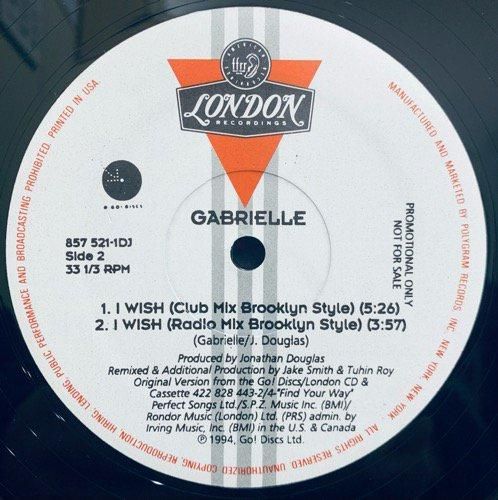 AMERICAN RECORDINGS
ffrr
LONDON
RECORDINGS
GO! DISCS
GABRIELLE
857 521-1DJ
Side 2
33 1/3 RPM
PROMOTIONAL ONLY
NOT FOR SALE
1. I WISH (Club Mix Brooklyn Style) (5:26)
2. I WISH (Radio Mix Brooklyn Style) (3:57)
(Gabrielle/J. Douglas)
Produced by Jonathan Douglas
Remixed & Additional Production by Jake Smith & Tuhin Roy
Original Version from the Go! Discs/London CD &
Cassette 422 828 443-2/4-"Find Your Way"
Perfect Songs Ltd./S.P.Z. Music Inc. (BMI)/
Rondor Music (London) Ltd. (PRS) admin. by
Irving Music, Inc. (BMI) in the U.S. & Canada
℗ 1994, Go! Discs Ltd.
MANUFACTURED AND MARKETED BY POLYGRAM RECORDS, INC. NEW YORK, NEW YORK. ALL RIGHTS RESERVED. UNAUTHORIZED COPYING, REPRODUCTION, HIRING, LENDING, PUBLIC PERFORMANCE AND BROADCASTING PROHIBITED. PRINTED IN USA.